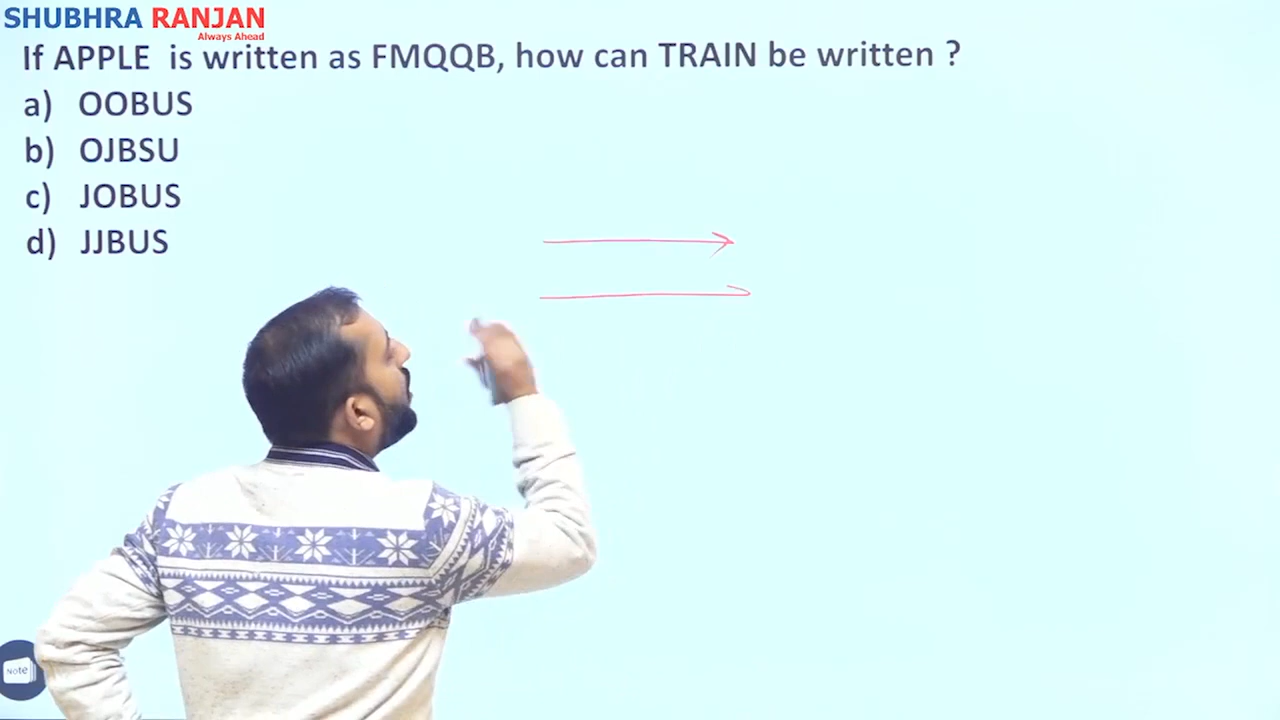 SHUBHRA RANJAN
Always Ahead
If APPLE is written as FMQQB, how can TRAIN be written ?
a) OOBUS
b) OJBSU
c) JOBUS
d) JJBUS
Note